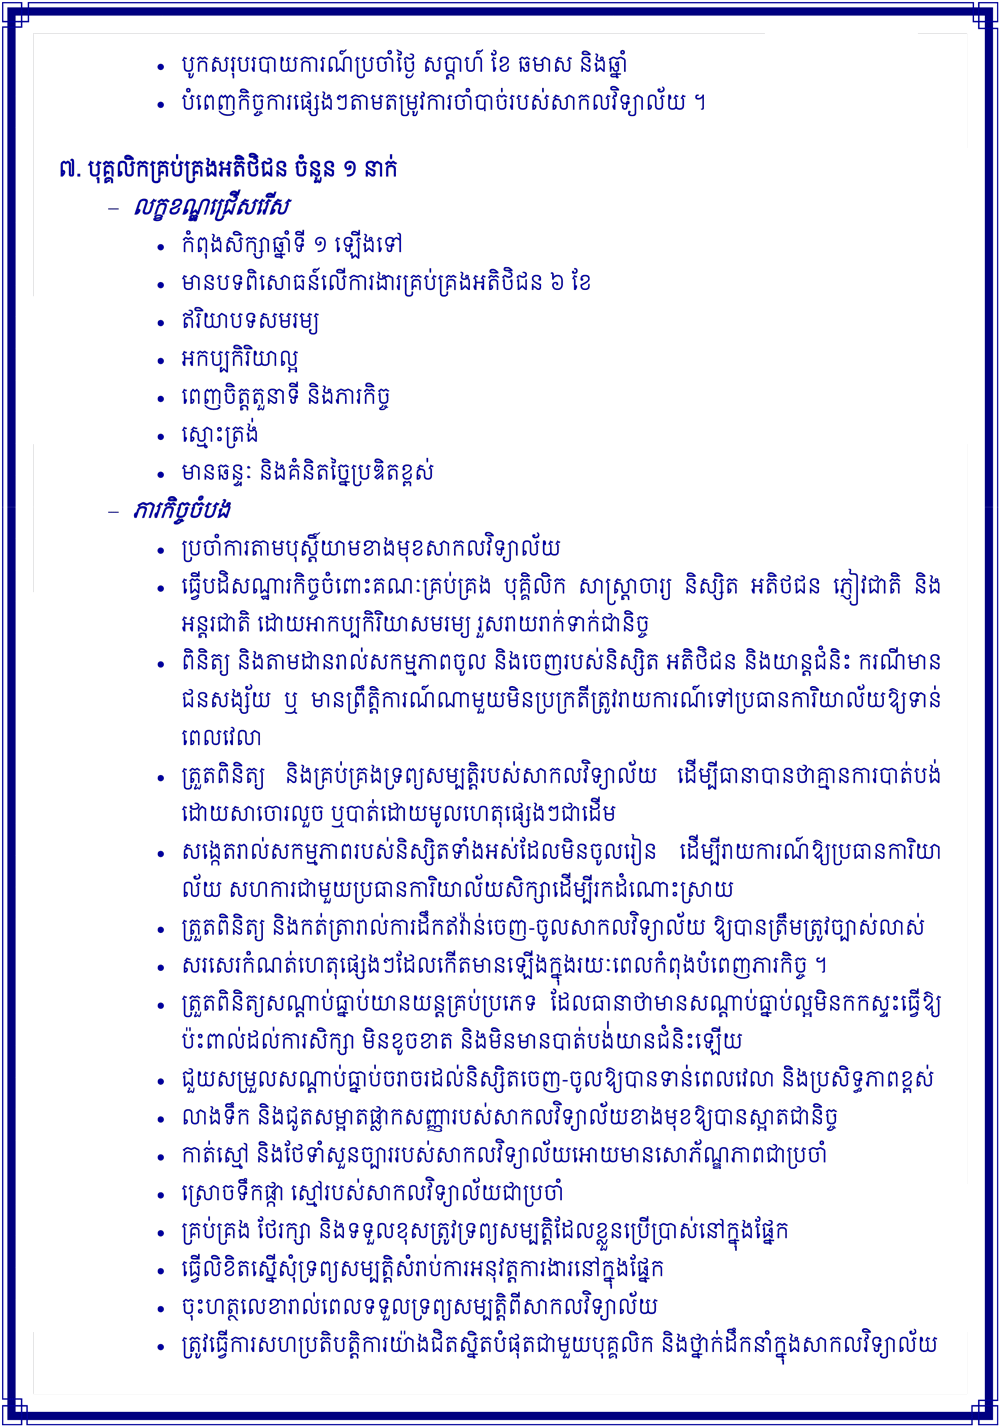 • បូកសរុបរបាយការណ៍ប្រចាំថ្ងៃ សប្តាហ៍ ខែ ឆមាស និងឆ្នាំ
• បំពេញកិច្ចការផ្សេងៗតាមតម្រូវការចាំបាច់របស់សាកលវិទ្យាល័យ ។
៧. បុគ្គលិកគ្រប់គ្រងអតិថិជន ចំនួន ១ នាក់
– លក្ខខណ្ឌជ្រើសរើស
• កំពុងសិក្សាឆ្នាំទី ១ ឡើងទៅ
• មានបទពិសោធន៍លើការងារគ្រប់គ្រងអតិថិជន ៦ ខែ
• ឥរិយាបទសមរម្យ
• អកប្បកិរិយាល្អ
• ពេញចិត្តតួនាទី និងភារកិច្ច
• ស្មោះត្រង់
• មានឆន្ទៈ និងគំនិតច្នៃប្រឌិតខ្ពស់
– ភារកិច្ចចំបង
• ប្រចាំការតាមបុស្តិ៍យាមខាងមុខសាកលវិទ្យាល័យ
• ធ្វើបដិសណ្ឋារកិច្ចចំពោះគណៈគ្រប់គ្រង បុគ្គិលិក សាស្ត្រាចារ្យ និស្សិត អតិថជន ភ្ញៀវជាតិ និង
អន្តរជាតិ ដោយអាកប្បកិរិយាសមរម្យ រួសរាយរាក់ទាក់ជានិច្ច
• ពិនិត្យ និងតាមដានរាល់សកម្មភាពចូល និងចេញរបស់និស្សិត អតិថិជន និងយាន្តជំនិះ ករណីមាន
ជនសង្ស័យ ឬ មានព្រឹត្តិការណ៍ណាមួយមិនប្រក្រតីត្រូវរាយការណ៍ទៅប្រធានការិយាល័យឱ្យទាន់
ពេលវេលា
• ត្រួតពិនិត្យ និងគ្រប់គ្រងទ្រព្យសម្បត្តិរបស់សាកលវិទ្យាល័យ ដើម្បីធានាបានថាគ្មានការបាត់បង់
ដោយសាចោរលួច ឬបាត់ដោយមូលហេតុផ្សេងៗជាដើម
• សង្កេតរាល់សកម្មភាពរបស់និស្សិតទាំងអស់ដែលមិនចូលរៀន ដើម្បីរាយការណ៍ឱ្យប្រធានការិយា
ល័យ សហការជាមួយប្រធានការិយាល័យសិក្សាដើម្បីរកដំណោះស្រាយ
• ត្រួតពិនិត្យ និងកត់ត្រារាល់ការដឹកឥវ៉ាន់ចេញ-ចូលសាកលវិទ្យាល័យ ឱ្យបានត្រឹមត្រូវច្បាស់លាស់
• សរសេរកំណត់ហេតុផ្សេងៗដែលកើតមានឡើងក្នុងរយៈពេលកំពុងបំពេញភារកិច្ច ។
• ត្រួតពិនិត្យសណ្តាប់ធ្នាប់យានយន្តគ្រប់ប្រភេទ ដែលធានាថាមានសណ្តាប់ធ្នាប់ល្អមិនកកស្ទះធ្វើឱ្យ
ប៉ះពាល់ដល់ការសិក្សា មិនខូចខាត និងមិនមានបាត់បង់យានជំនិះឡើយ
• ជួយសម្រួលសណ្តាប់ធ្នាប់ចរាចរដល់និស្សិតចេញ-ចូលឱ្យបានទាន់ពេលវេលា និងប្រសិទ្ធភាពខ្ពស់
• លាងទឹក និងជូតសម្អាតផ្លាកសញ្ញារបស់សាកលវិទ្យាល័យខាងមុខឱ្យបានស្អាតជានិច្ច
• កាត់ស្មៅ និងថែទាំសួនច្បាររបស់សាកលវិទ្យាល័យអោយមានសោភ័ណ្ឌភាពជាប្រចាំ
• ស្រោចទឹកផ្កា ស្មៅរបស់សាកលវិទ្យាល័យជាប្រចាំ
• គ្រប់គ្រង ថែរក្សា និងទទួលខុសត្រូវទ្រព្យសម្បត្តិដែលខ្លួនប្រើប្រាស់នៅក្នុងផ្នែក
• ធ្វើលិខិតស្នើសុំទ្រព្យសម្បត្តិសំរាប់ការអនុវត្តការងារនៅក្នុងផ្នែក
• ចុះហត្ថលេខារាល់ពេលទទួលទ្រព្យសម្បត្តិពីសាកលវិទ្យាល័យ
• ត្រូវធ្វើការសហប្រតិបត្តិការយ៉ាងជិតស្និតបំផុតជាមួយបុគ្គលិក និងថ្នាក់ដឹកនាំក្នុងសាកលវិទ្យាល័យ